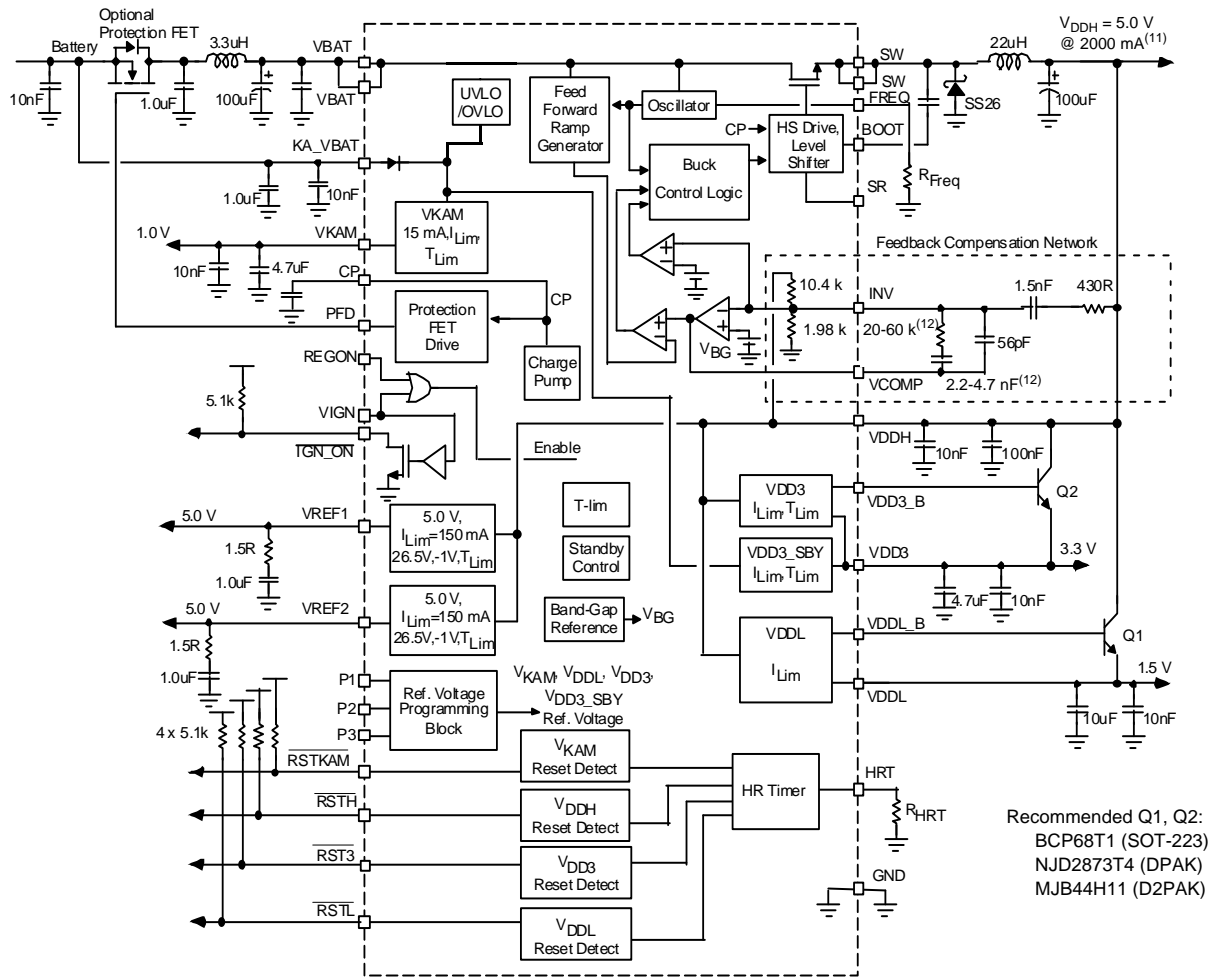 Optional
Protection FET
Battery
3.3uH
VBAT
10nF
1.0uF
100uF
VBAT
UVLO
/OVLO
Feed
Forward
Ramp
Generator
Oscillator
SW
SW
FREQ
22uH
V_DDH = 5.0 V
@ 2000 mA(11)
SS26
100uF
CP
HS Drive,
Level
Shifter
BOOT
KA_VBAT
1.0uF
10nF
Buck
Control Logic
SR
R_Freq
VKAM
15 mA,I_Lim,
T_Lim
1.0 V
VKAM
10nF
4.7uF
CP
CP
Feedback Compensation Network
10.4 k
INV
1.5nF
430R
PFD
Protection
FET
Drive
1.98 k
20-60 k(12)
56pF
V_BG
Charge
Pump
VCOMP
2.2-4.7 nF(12)
REGON
5.1k
VIGN
IGN_ON
Enable
VDDH
10nF
100nF
VDD3
I_Lim,T_Lim
VDD3_B
Q2
T-lim
5.0 V
VREF1
5.0 V,
I_Lim=150 mA
26.5V,-1V,T_Lim
1.5R
1.0uF
Standby
Control
VDD3_SBY
I_Lim,T_Lim
VDD3
3.3 V
4.7uF
10nF
5.0 V
VREF2
5.0 V,
I_Lim=150 mA
26.5V,-1V,T_Lim
1.5R
1.0uF
Band-Gap
Reference
V_BG
VDDL
I_Lim
VDDL_B
Q1
1.5 V
VDDL
10uF
10nF
P1
P2
P3
Ref. Voltage
Programming
Block
V_KAM, V_DDL, V_DD3,
V_DD3_SBY
Ref. Voltage
4 x 5.1k
RSTKAM
V_KAM
Reset Detect
RSTH
V_DDH
Reset Detect
HR Timer
HRT
R_HRT
RST3
V_DD3
Reset Detect
GND
RSTL
V_DDL
Reset Detect
Recommended Q1, Q2:
BCP68T1 (SOT-223)
NJD2873T4 (DPAK)
MJB44H11 (D2PAK)